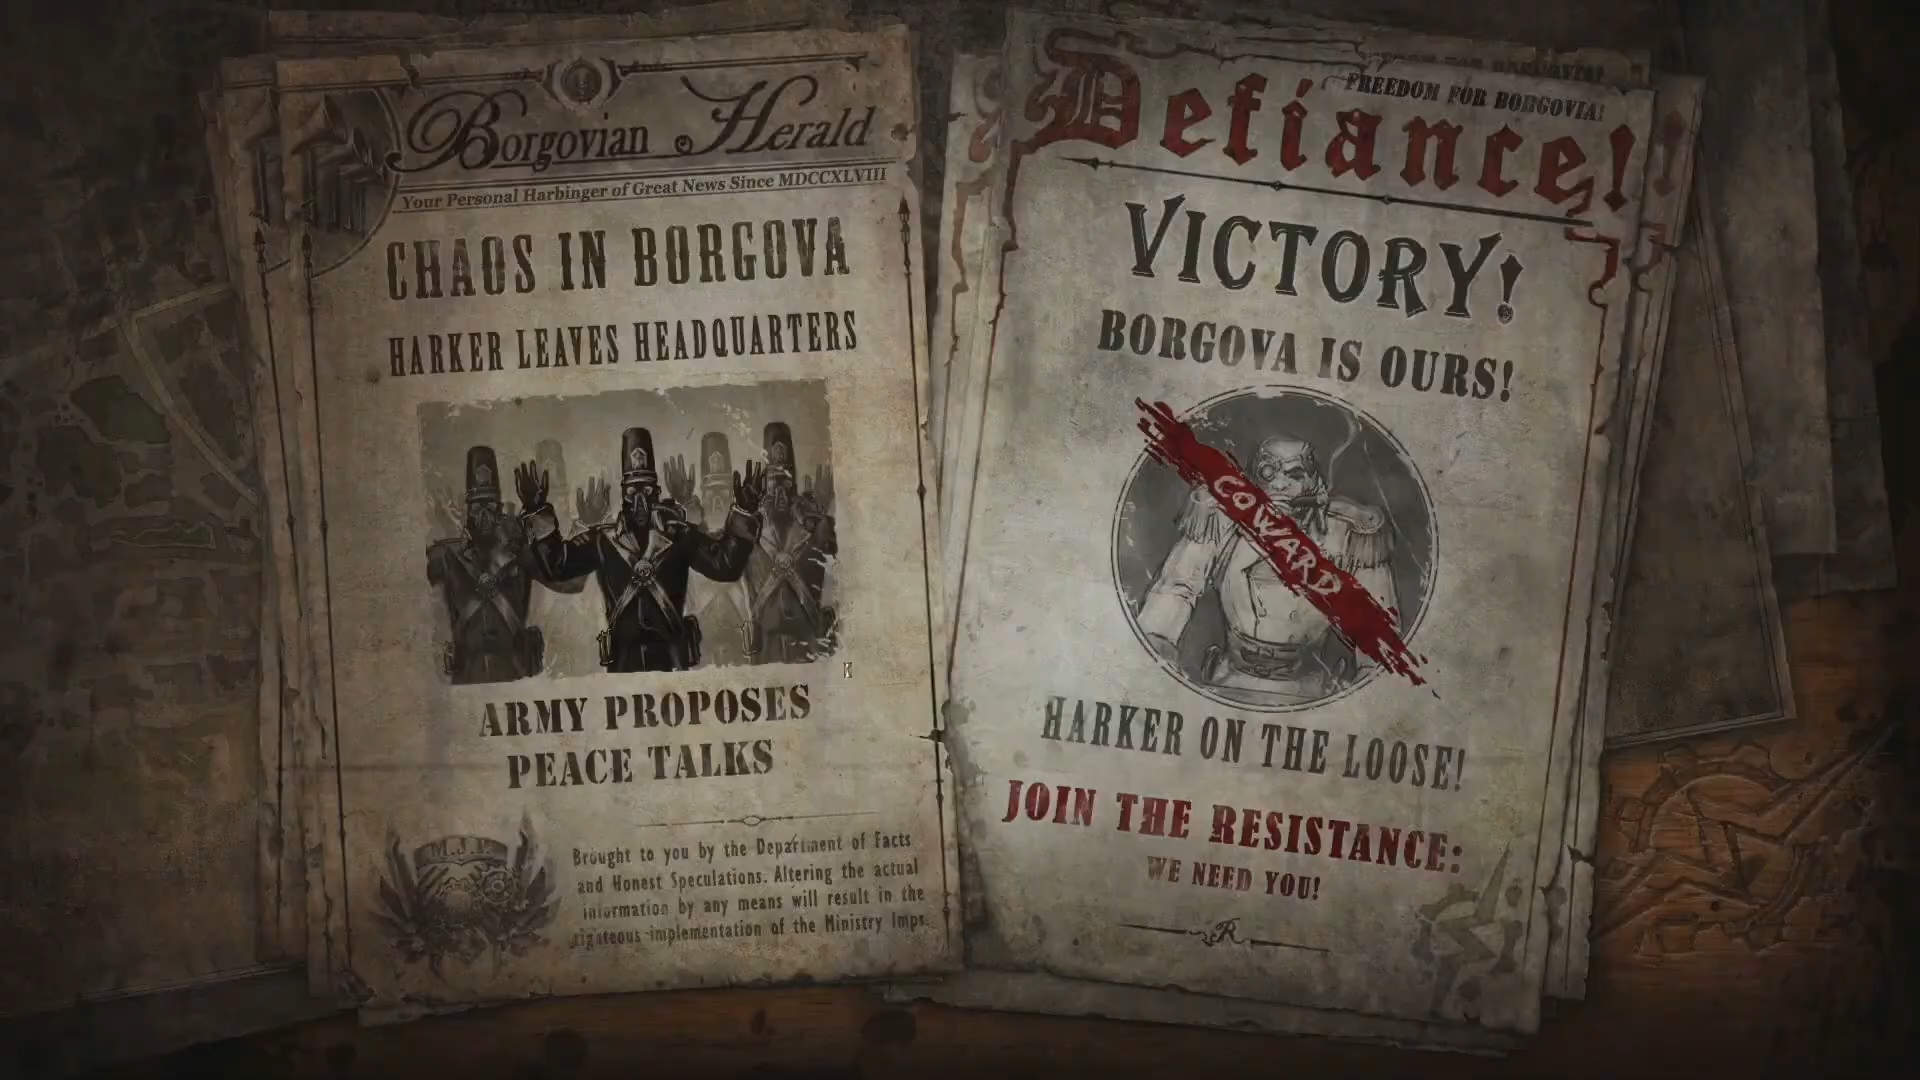 Borgovian Herald
Your Personal Harbinger of Great News Since MDCCXLVIII
CHAOS IN BORGOVA
HARKER LEAVES HEADQUARTERS
ARMY PROPOSES
PEACE TALKS
Brought to you by the Department of Facts
and Honest Speculations. Altering the actual
information by any means will result in the
righteous implementation of the Ministry Imps.
FREEDOM FOR BORGOVIA!
Defiance!
VICTORY!
BORGOVA IS OURS!
COWARD
HARKER ON THE LOOSE!
JOIN THE RESISTANCE:
WE NEED YOU!
R